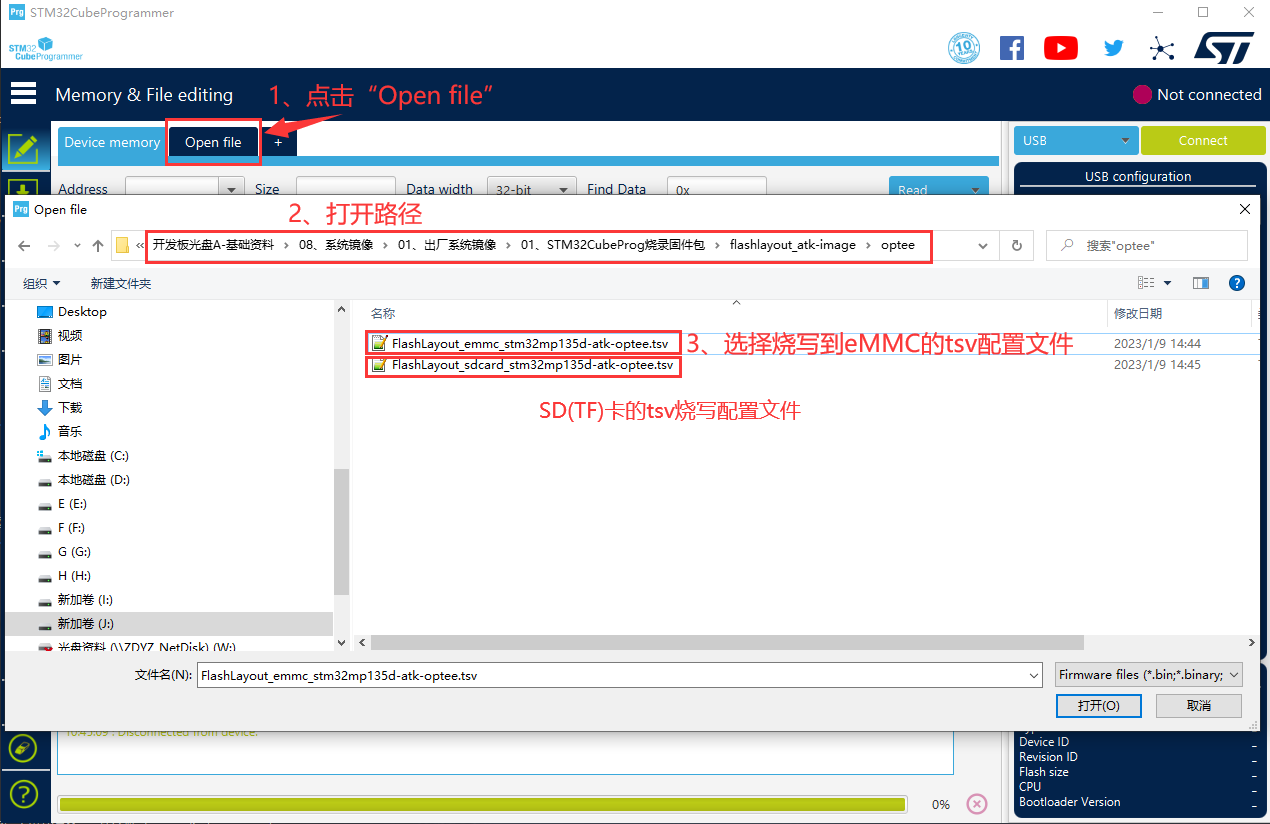 Prg STM32CubeProgrammer
STM32 CubeProgrammer
10 YEARS
Memory & File editing
1、点击“Open file”
Not connected
Device memory
Open file
+
USB
Connect
Address
Size
Data width
32-bit
Find Data
0x
Read
USB configuration
Prg Open file
2、打开路径
« 开发板光盘A-基础资料 › 08、系统镜像 › 01、出厂系统镜像 › 01、STM32CubeProg烧录固件包 › flashlayout_atk-image › optee
搜索"optee"
组织
新建文件夹
名称
修改日期
Desktop
视频
图片
文档
下载
音乐
本地磁盘 (C:)
本地磁盘 (D:)
E (E:)
F (F:)
G (G:)
H (H:)
新加卷 (I:)
新加卷 (J:)
光盘资料 (\\ZDYZ_NetDisk) (W:)
FlashLayout_emmc_stm32mp135d-atk-optee.tsv
3、选择烧写到eMMC的tsv配置文件
2023/1/9 14:44
FlashLayout_sdcard_stm32mp135d-atk-optee.tsv
2023/1/9 14:45
SD(TF)卡的tsv烧写配置文件
文件名(N):
FlashLayout_emmc_stm32mp135d-atk-optee.tsv
Firmware files (*.bin;*.binary;
打开(O)
取消
10:45:09 : Disconnected from device.
Device ID
-
Revision ID
-
Flash size
-
CPU
-
Bootloader Version
-
0%